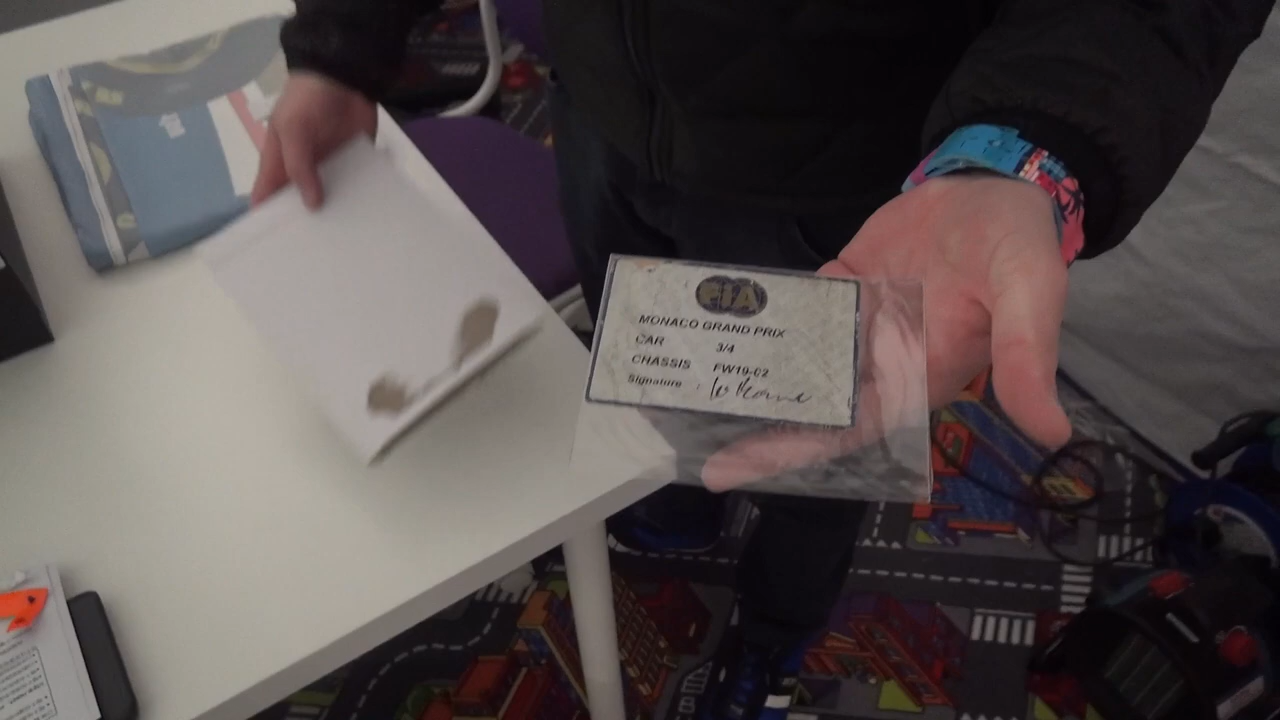 FIA
MONACO GRAND PRIX
CAR 3/4
CHASSIS FW19-02
Signature :